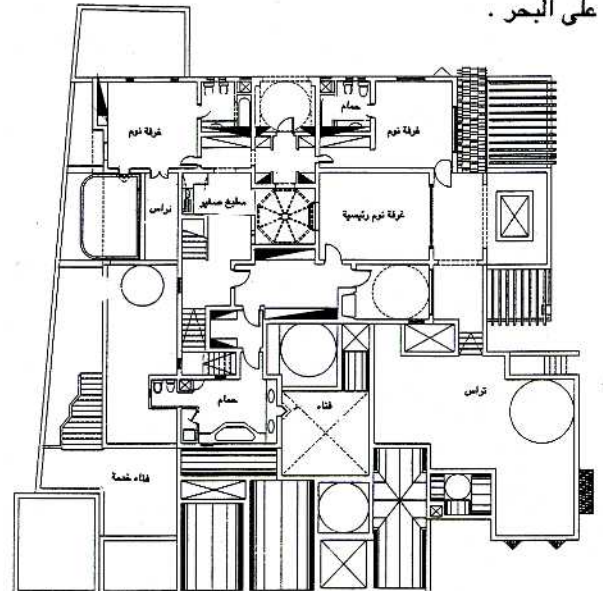 على البحر .
حمام
غرفة نوم
غرفة نوم
تراس
مطبخ صغير
غرفة نوم رئيسية
تراس
حمام
فناء
فناء خدمة